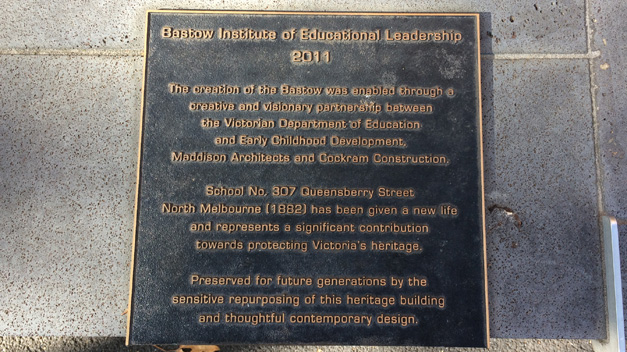 Bastow Institute of Educational Leadership
2011
The creation of the Bastow was enabled through a
creative and visionary partnership between
the Victorian Department of Education
and Early Childhood Development,
Maddison Architects and Cockram Construction.
School No. 307 Queensberry Street
North Melbourne (1882) has been given a new life
and represents a significant contribution
towards protecting Victoria's heritage.
Preserved for future generations by the
sensitive repurposing of this heritage building
and thoughtful contemporary design.